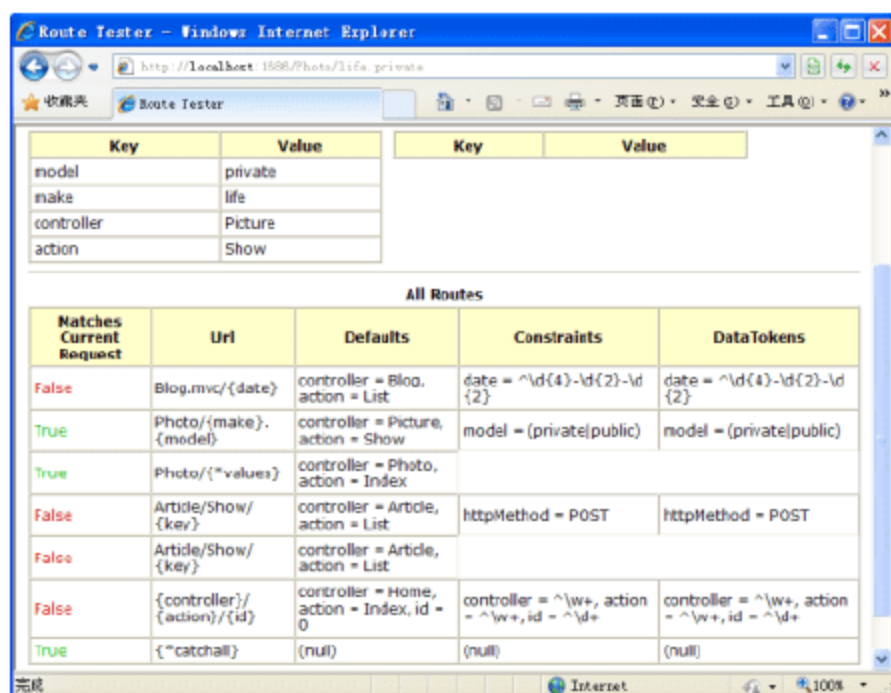 Route Tester - Windows Internet Explorer
http://localhost:1686/Photo/life.private
收藏夹 Route Tester 页面(P) 安全(S) 工具(O)
Key Value Key Value
model private
make life
controller Picture
action Show
All Routes
Natches Current Request Url Defaults Constraints DataTokens
False Blog.mvc/{date} controller = Blog, action = List date = ^\d{4}-\d{2}-\d{2} date = ^\d{4}-\d{2}-\d{2}
True Photo/{make}.{model} controller = Picture, action = Show model = (private|public) model = (private|public)
True Photo/{*values} controller = Photo, action = Index
False Article/Show/{key} controller = Article, action = List httpMethod = POST httpMethod = POST
False Article/Show/{key} controller = Article, action = List
False {controller}/{action}/{id} controller = Home, action = Index, id = 0 controller = ^\w+, action = ^\w+, id = ^\d+ controller = ^\w+, action = ^\w+, id = ^\d+
True {*catchall} (null) (null) (null)
完成 Internet 100%